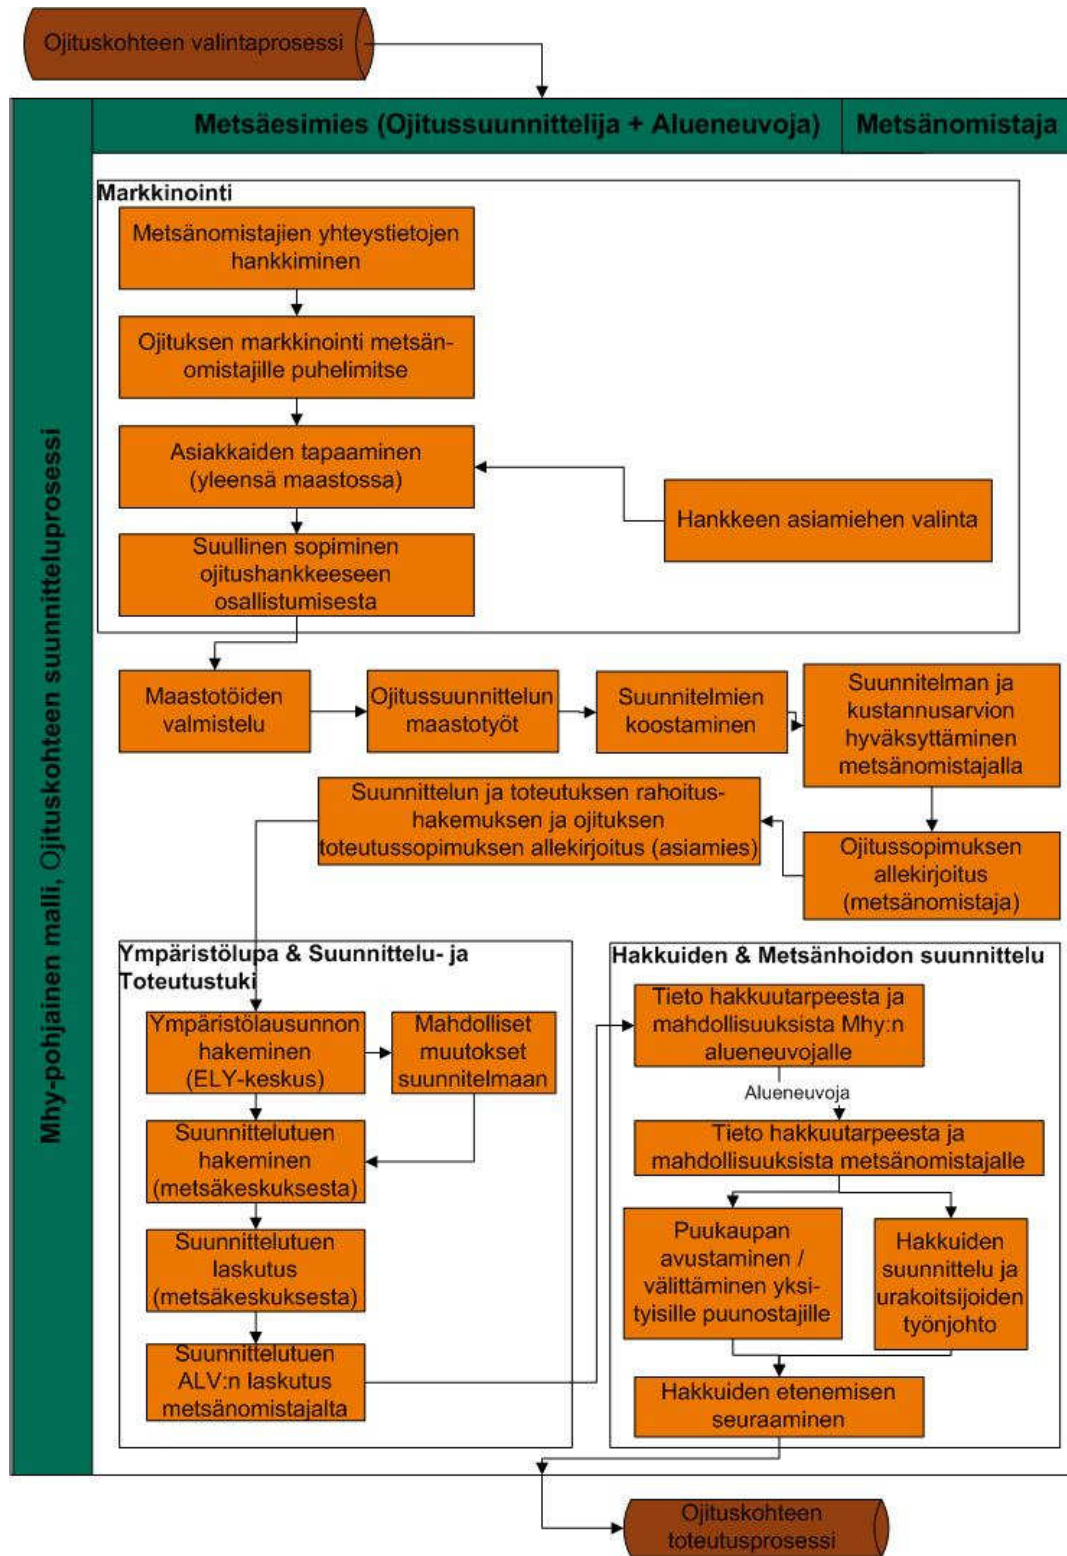 Ojituskohteen valintaprosessi
Metsäesimies (Ojitussuunnittelija + Alueneuvoja)
Metsänomistaja
Mhy-pohjainen malli, Ojituskohteen suunnitteluprosessi
Markkinointi
Metsänomistajien yhteystietojen
hankkiminen
Ojituksen markkinointi metsän-
omistajille puhelimitse
Asiakkaiden tapaaminen
(yleensä maastossa)
Hankkeen asiamiehen valinta
Suullinen sopiminen
ojitushankkeeseen
osallistumisesta
Maastotöiden
valmistelu
Ojitussuunnittelun
maastotyöt
Suunnitelmien
koostaminen
Suunnitelman ja
kustannusarvion
hyväksyttäminen
metsänomistajalla
Suunnittelun ja toteutuksen rahoitus-
hakemuksen ja ojituksen
toteutussopimuksen allekirjoitus (asiamies)
Ojitussopimuksen
allekirjoitus
(metsänomistaja)
Ympäristölupa & Suunnittelu- ja
Toteutustuki
Ympäristölausunnon
hakeminen
(ELY-keskus)
Mahdolliset
muutokset
suunnitelmaan
Suunnittelutuen
hakeminen
(metsäkeskuksesta)
Suunnittelutuen
laskutus
(metsäkeskuksesta)
Suunnittelutuen
ALV:n laskutus
metsänomistajalta
Hakkuiden & Metsänhoidon suunnittelu
Tieto hakkuutarpeesta ja
mahdollisuuksista Mhy:n
alueneuvojalle
Alueneuvoja
Tieto hakkuutarpeesta ja
mahdollisuuksista metsänomistajalle
Puukaupan
avustaminen /
välittäminen yksi-
tyisille puunostajille
Hakkuiden
suunnittelu ja
urakoitsijoiden
työnjohto
Hakkuiden etenemisen
seuraaminen
Ojituskohteen
toteutusprosessi